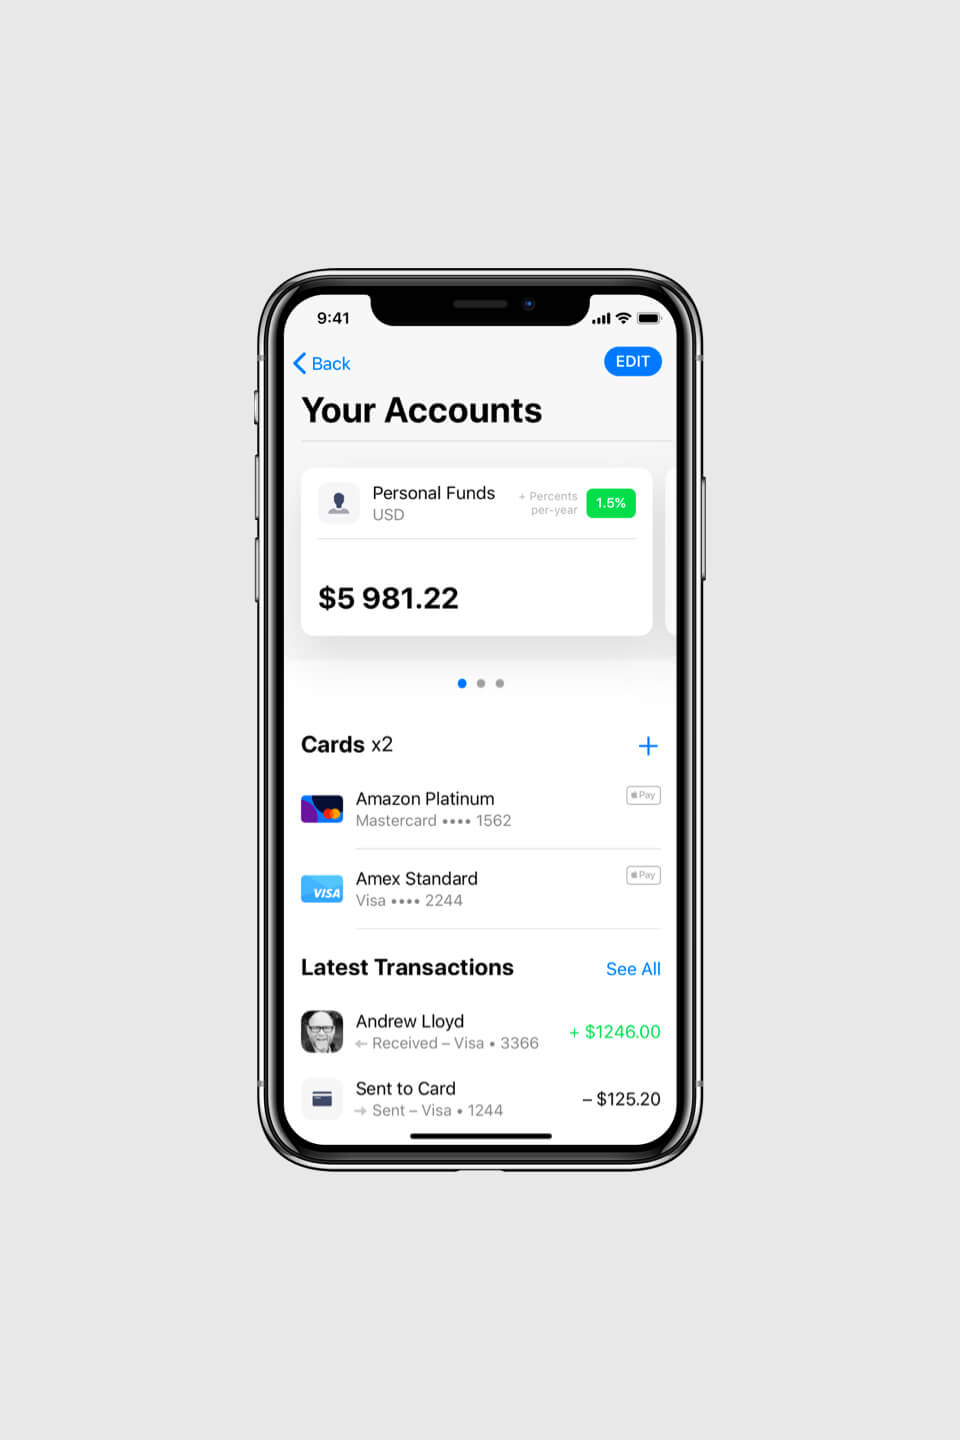 9:41
Back
EDIT
Your Accounts
Personal Funds
USD
+ Percents
per-year
1.5%
$5 981.22
Cards x2
Amazon Platinum
Mastercard •••• 1562
Pay
VISA
Amex Standard
Visa •••• 2244
Pay
Latest Transactions
See All
Andrew Lloyd
← Received – Visa • 3366
+ $1246.00
Sent to Card
→ Sent – Visa • 1244
– $125.20